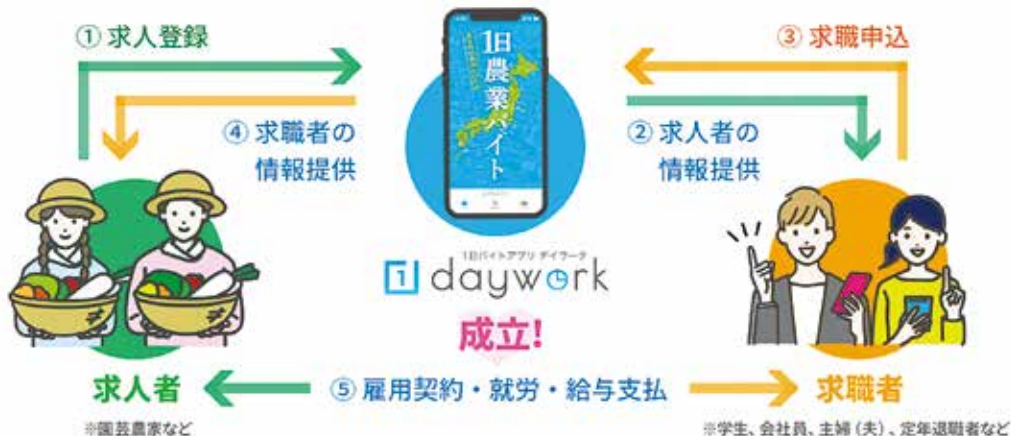 ① 求人登録
③ 求職申込
1日農業バイト
④ 求職者の
情報提供
② 求人者の
情報提供
1日バイトアプリ デイワーク
1 daywork
成立!
求人者
⑤ 雇用契約・就労・給与支払
求職者
※園芸農家など
※学生、会社員、主婦(夫)、定年退職者など